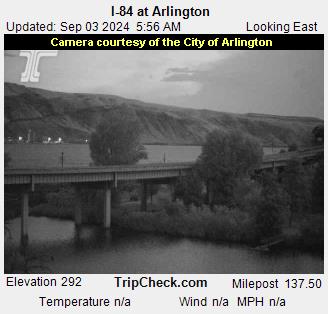 I-84 at Arlington
Updated: Sep 03 2024 5:56 AM Looking East
Camera courtesy of the City of Arlington
Elevation 292 TripCheck.com Milepost 137.50
Temperature n/a Wind n/a MPH n/a